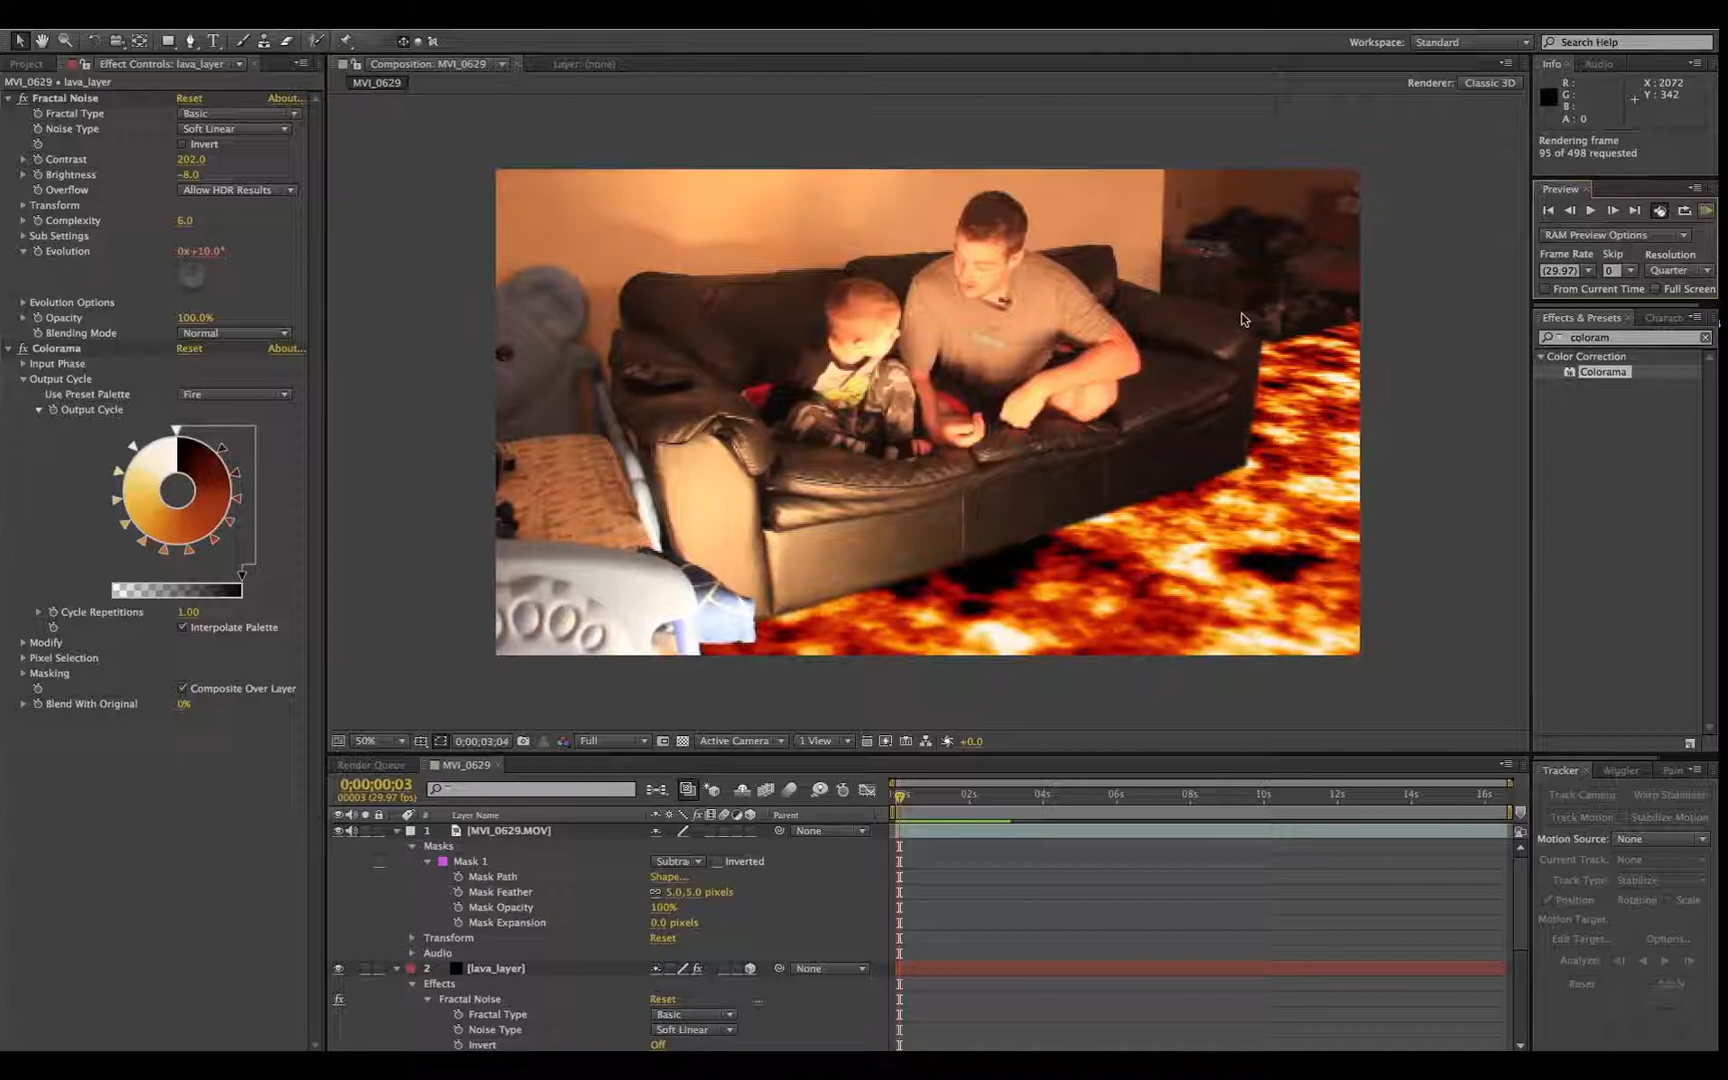 Workspace: Standard Search Help
Project Effect Controls: lava_layer
MVI_0629 • lava_layer
Fractal Noise Reset About...
Fractal Type Basic
Noise Type Soft Linear
Invert
Contrast 202.0
Brightness -8.0
Overflow Allow HDR Results
Transform
Complexity 6.0
Sub Settings
Evolution 0x+10.0°
Evolution Options
Opacity 100.0%
Blending Mode Normal
Colorama Reset About...
Input Phase
Output Cycle
Use Preset Palette Fire
Output Cycle
Cycle Repetitions 1.00
Interpolate Palette
Modify
Pixel Selection
Masking
Composite Over Layer
Blend With Original 0%
Composition: MVI_0629 Layer: (none)
MVI_0629 Renderer: Classic 3D
50% 0;00;03;04 Full Active Camera 1 View +0.0
Info Audio
R: X: 2072
G: Y: 342
B:
A: 0
Rendering frame
95 of 498 requested
Preview
RAM Preview Options
Frame Rate Skip Resolution
(29.97) 0 Quarter
From Current Time Full Screen
Effects & Presets Charact
coloram
Color Correction
Colorama
Render Queue MVI_0629
0;00;00;03
00003 (29.97 fps)
02s 04s 06s 08s 10s 12s 14s 16s
# Layer Name Parent
1 [MVI_0629.MOV] None
Masks
Mask 1 Subtra Inverted
Mask Path Shape...
Mask Feather 5.0,5.0 pixels
Mask Opacity 100%
Mask Expansion 0.0 pixels
Transform Reset
Audio
2 [lava_layer] None
Effects
Fractal Noise Reset ...
Fractal Type Basic
Noise Type Soft Linear
Invert Off
Tracker Wiggler Pain
Track Camera Warp Stabilizer
Track Motion Stabilize Motion
Motion Source: None
Current Track: None
Track Type: Stabilize
Position Rotation Scale
Motion Target:
Edit Target... Options...
Analyze:
Reset Apply